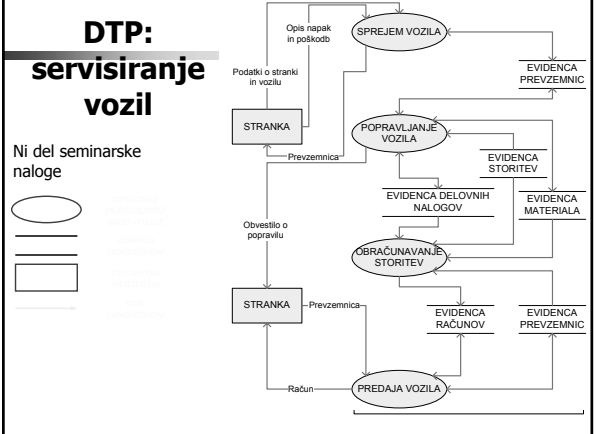 DTP:
servisiranje
vozil
Ni del seminarske
naloge
Opis napak
in poškodb
SPREJEM VOZILA
Podatki o stranki
in vozilu
EVIDENCA
PREVZEMNIC
STRANKA
POPRAVLJANJE
VOZILA
Prevzemnica
EVIDENCA
STORITEV
EVIDENCA DELOVNIH
NALOGOV
EVIDENCA
MATERIALA
Obvestilo o
popravilu
OBRAČUNAVANJE
STORITEV
STRANKA
Prevzemnica
EVIDENCA
RAČUNOV
EVIDENCA
PREVZEMNIC
Račun
PREDAJA VOZILA